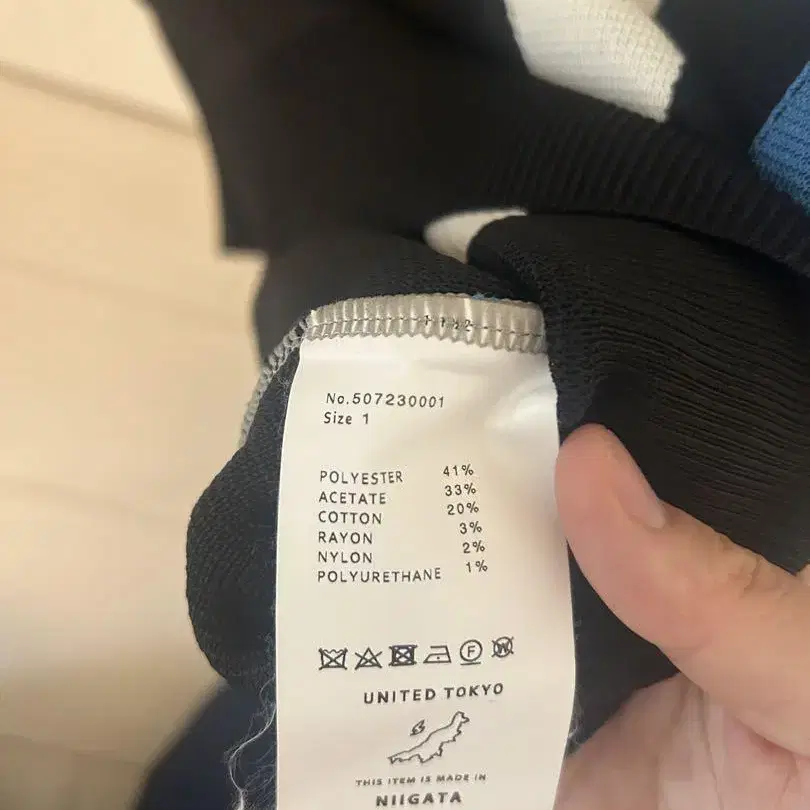 No.507230001
Size 1
POLYESTER 41%
ACETATE 33%
COTTON 20%
RAYON 3%
NYLON 2%
POLYURETHANE 1%
F W
UNITED TOKYO
THIS ITEM IS MADE IN
NIIGATA